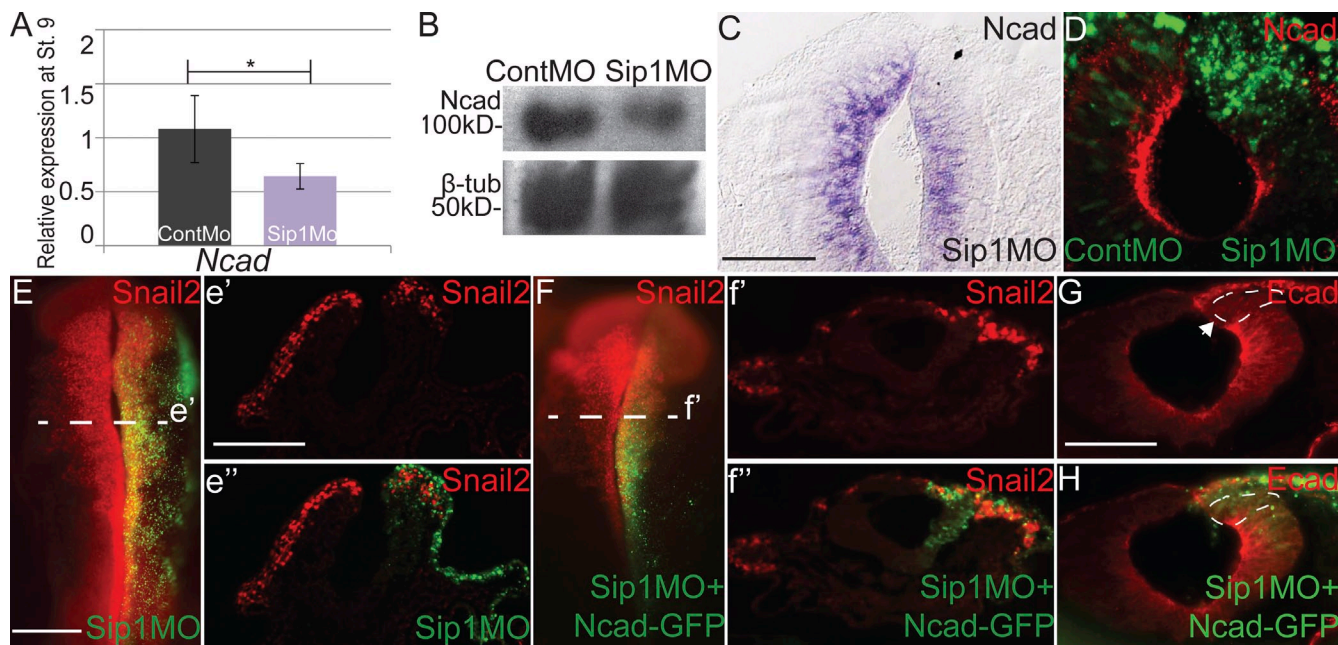 A
Relative expression at St. 9
2
1.5
1
0.5
0
*
ContMo
Sip1Mo
Ncad
B
ContMO Sip1MO
Ncad
100kD-
β-tub
50kD-
C
Ncad
Sip1MO
D
Ncad
ContMO
Sip1MO
E
Snail2
e'
Sip1MO
e'
Snail2
e''
Snail2
Sip1MO
F
Snail2
f'
Sip1MO+
Ncad-GFP
f'
Snail2
f''
Snail2
Sip1MO+
Ncad-GFP
G
Ecad
H
Ecad
Sip1MO+
Ncad-GFP